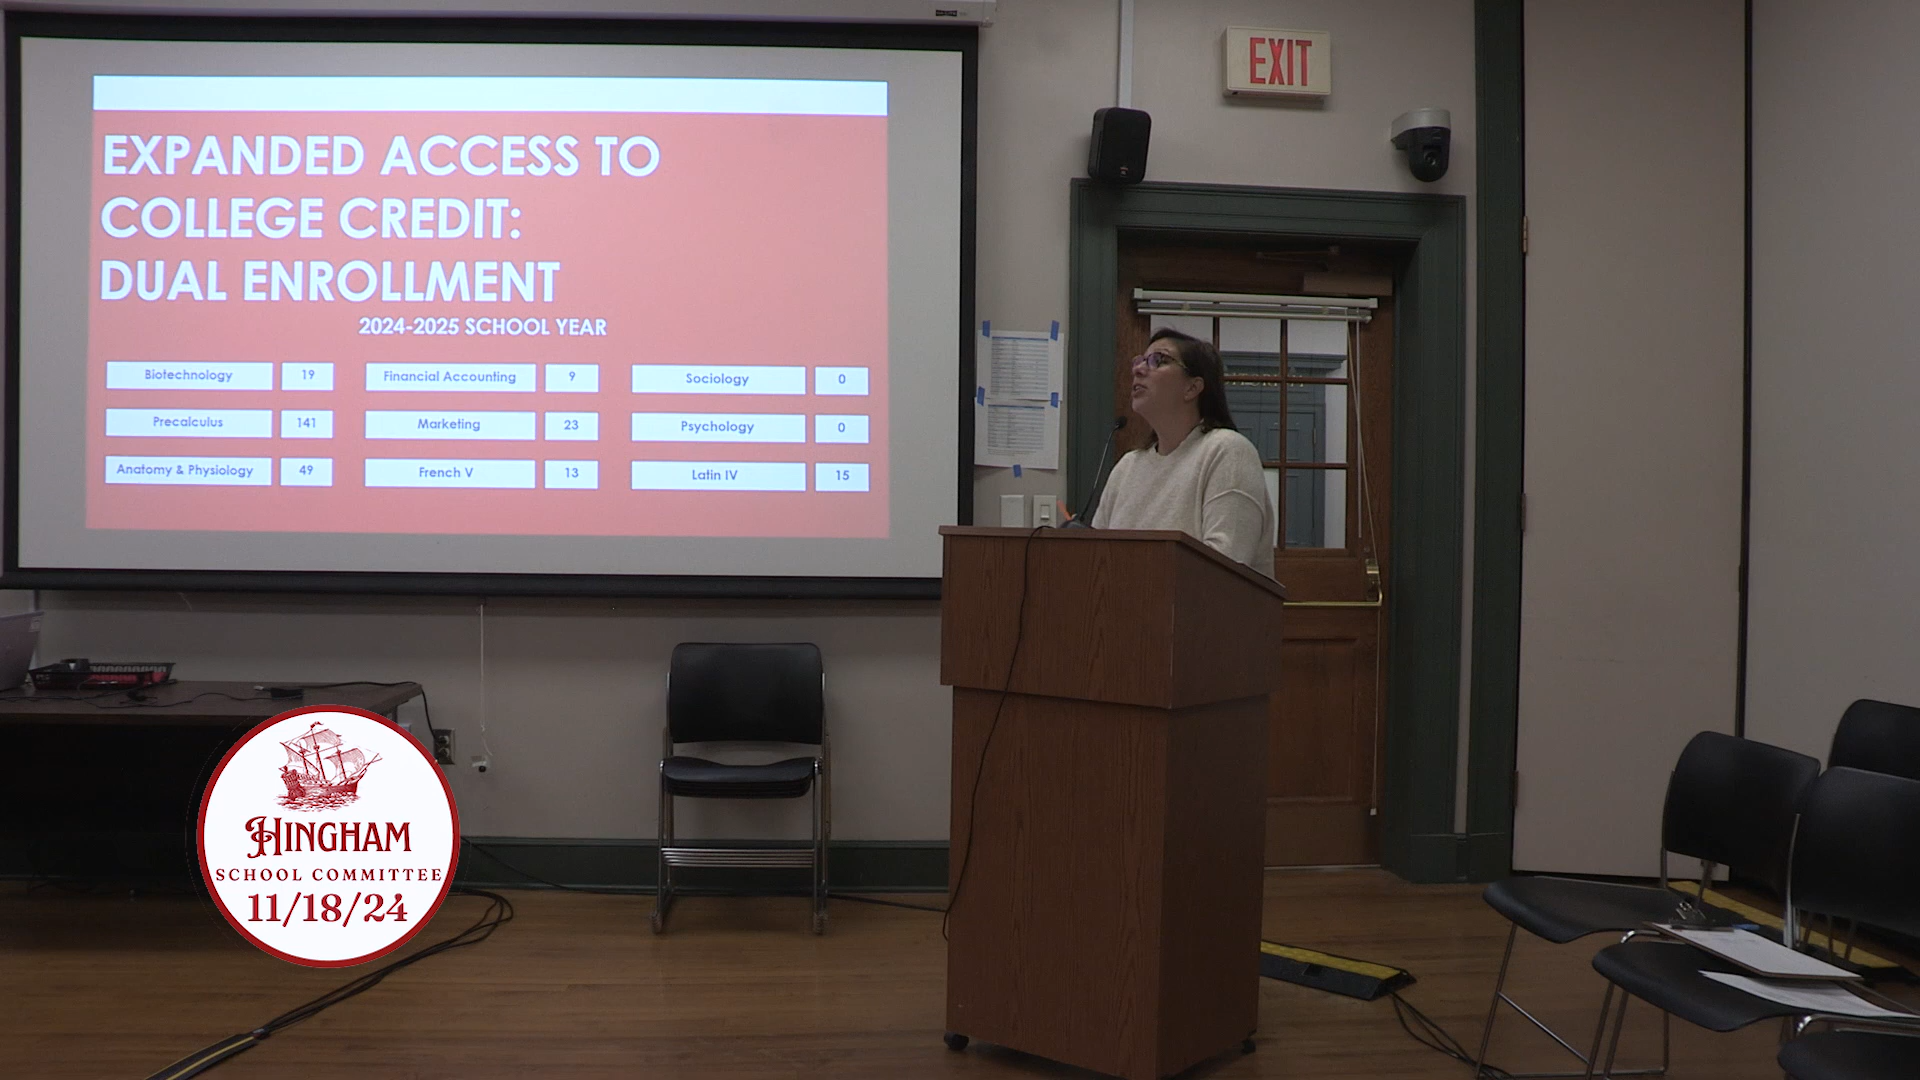 EXIT
EXPANDED ACCESS TO
COLLEGE CREDIT:
DUAL ENROLLMENT
2024-2025 SCHOOL YEAR
Biotechnology 19 Financial Accounting 9 Sociology 0
Precalculus 141 Marketing 23 Psychology 0
Anatomy & Physiology 49 French V 13 Latin IV 15
HINGHAM
SCHOOL COMMITTEE
11/18/24